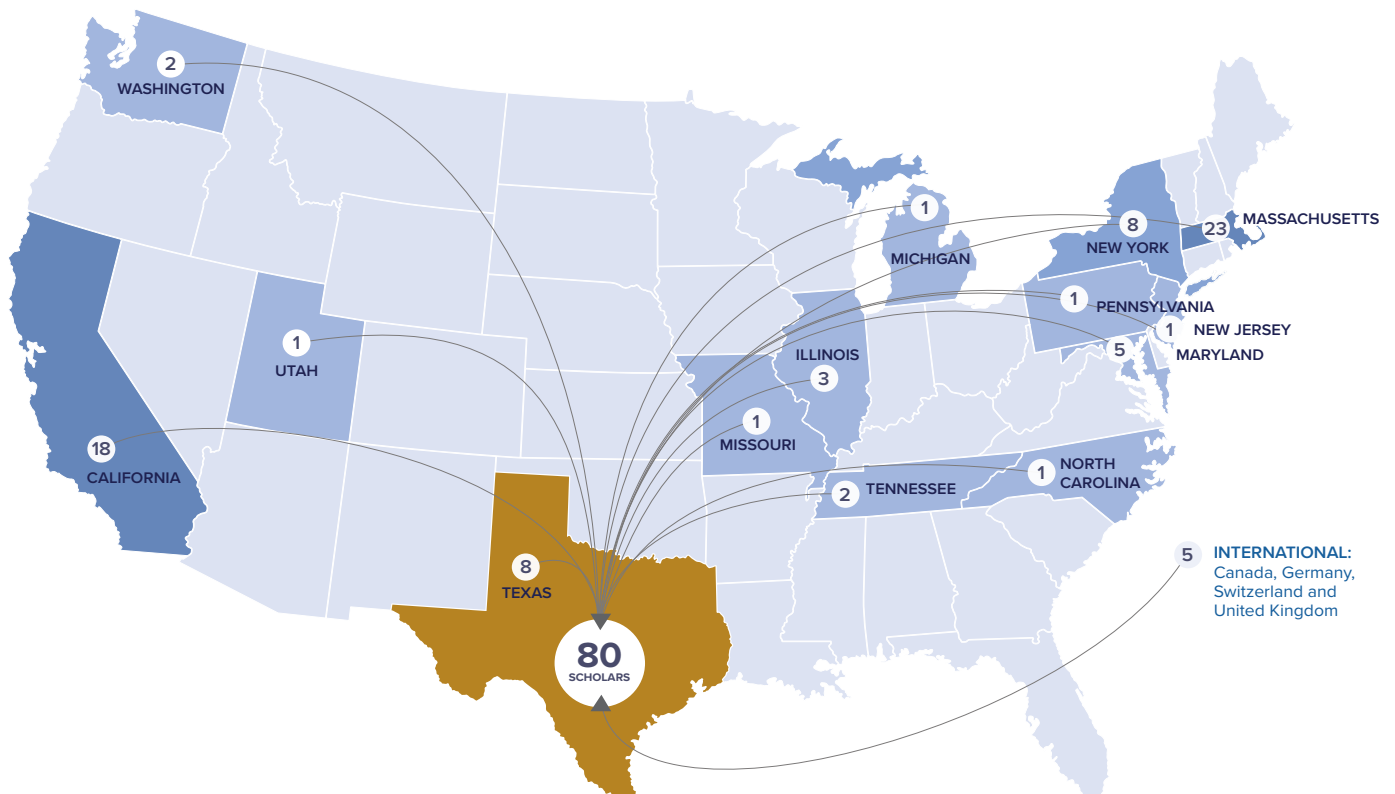 2
WASHINGTON
1
MICHIGAN
8
NEW YORK
23
MASSACHUSETTS
1
PENNSYLVANIA
1
NEW JERSEY
5
MARYLAND
1
UTAH
ILLINOIS
3
1
MISSOURI
18
CALIFORNIA
1
NORTH
CAROLINA
2
TENNESSEE
8
TEXAS
5
INTERNATIONAL:
Canada, Germany,
Switzerland and
United Kingdom
80
SCHOLARS